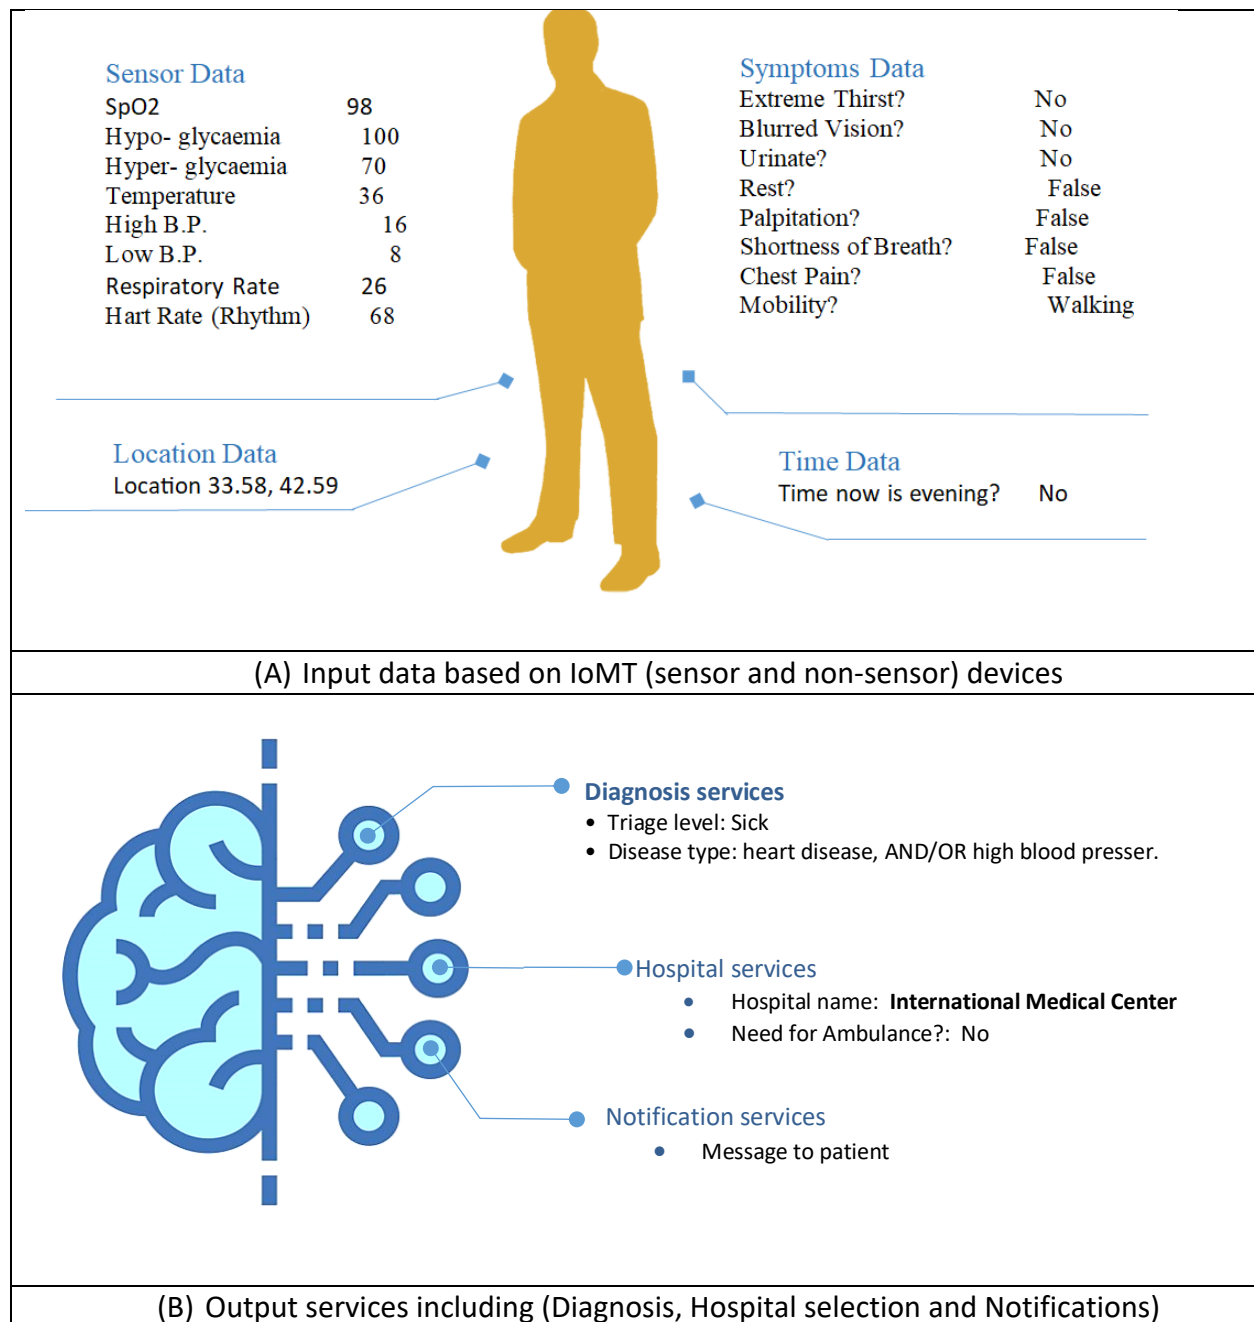 Sensor Data
SpO2 98
Hypo- glycaemia 100
Hyper- glycaemia 70
Temperature 36
High B.P. 16
Low B.P. 8
Respiratory Rate 26
Hart Rate (Rhythm) 68
Symptoms Data
Extreme Thirst? No
Blurred Vision? No
Urinate? No
Rest? False
Palpitation? False
Shortness of Breath? False
Chest Pain? False
Mobility? Walking
Location Data
Location 33.58, 42.59
Time Data
Time now is evening? No
(A) Input data based on IoMT (sensor and non-sensor) devices
Diagnosis services
• Triage level: Sick
• Disease type: heart disease, AND/OR high blood presser.
Hospital services
• Hospital name: International Medical Center
• Need for Ambulance?: No
Notification services
• Message to patient
(B) Output services including (Diagnosis, Hospital selection and Notifications)